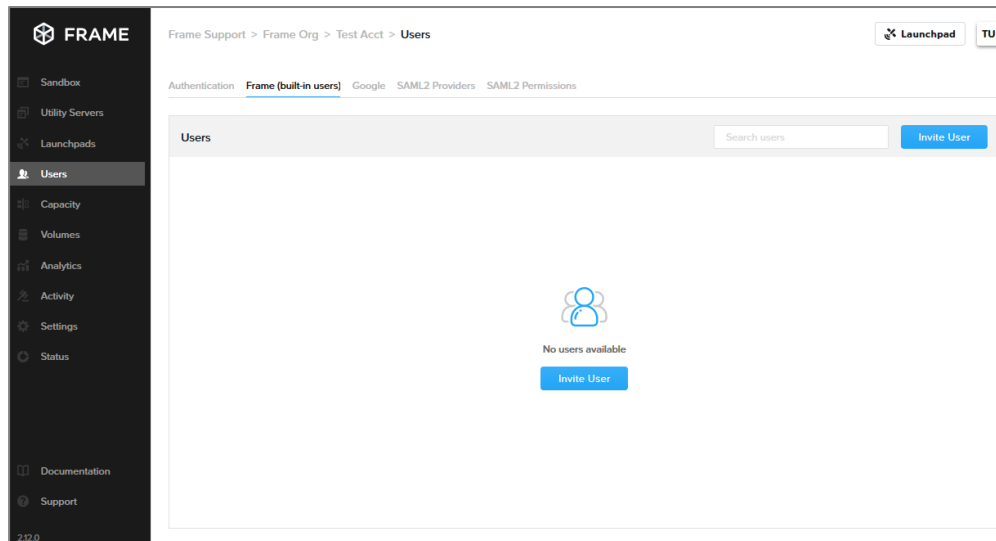 FRAME
Frame Support > Frame Org > Test Acct > Users
Launchpad
TU
Sandbox
Utility Servers
Launchpads
Users
Capacity
Volumes
Analytics
Activity
Settings
Status
Documentation
Support
2.12.0
Authentication Frame (built-in users) Google SAML2 Providers SAML2 Permissions
Users
Search users
Invite User
No users available
Invite User